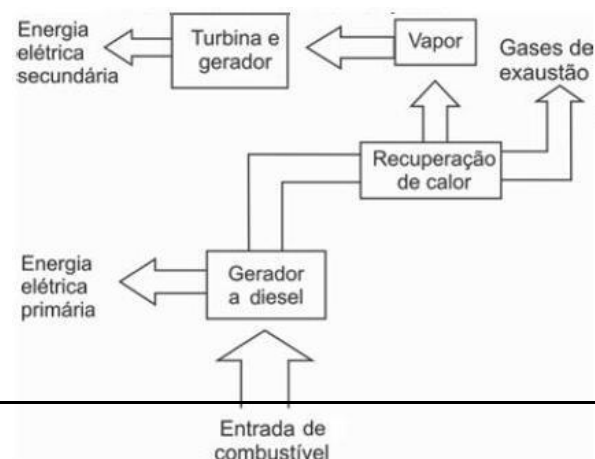 Energia
elétrica
secundária
Turbina e
gerador
Vapor
Gases de
exaustão
Recuperação
de calor
Energia
elétrica
primária
Gerador
a diesel
Entrada de
combustível